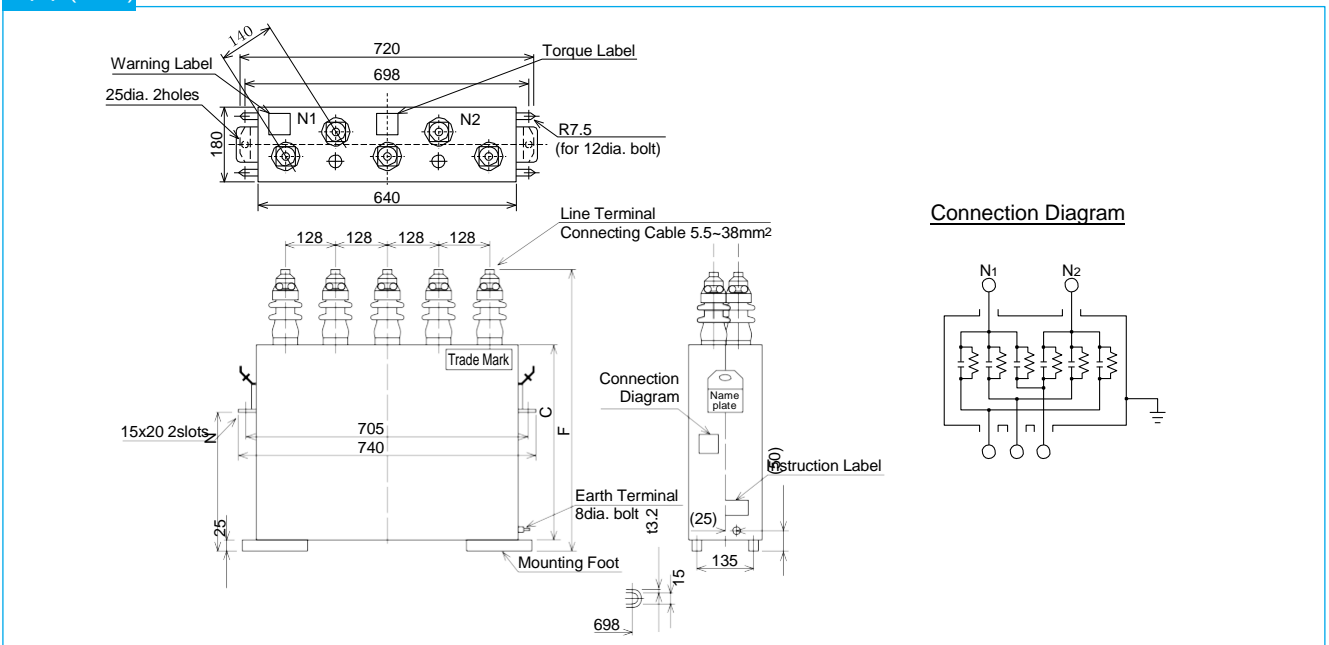 140
720
Torque Label
Warning Label
698
25dia. 2holes
N1
N2
R7.5
(for 12dia. bolt)
180
640
Line Terminal
Connecting Cable 5.5~38mm2
128
128
128
128
Trade Mark
Connection
Diagram
Name
plate
C
F
N
15x20 2slots
705
740
(50)
Instruction Label
Earth Terminal
8dia. bolt
25
t3.2
(25)
135
Mounting Foot
15
698
Connection Diagram
N1
N2